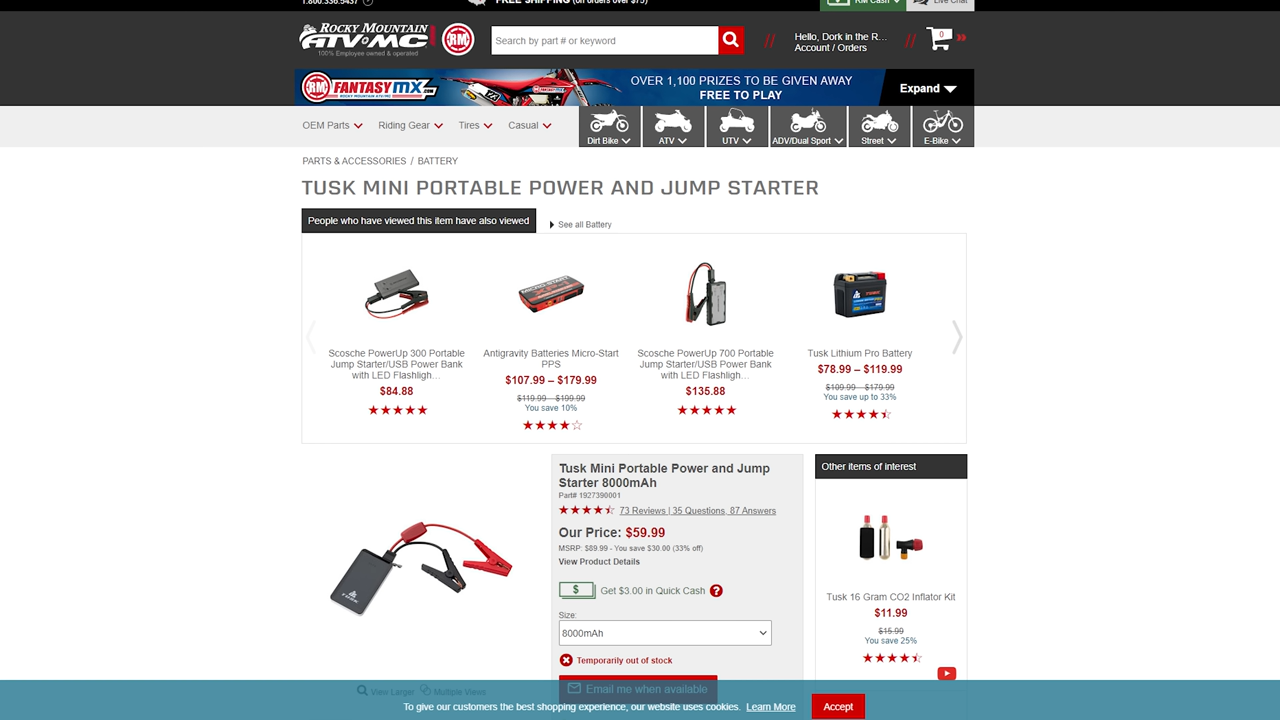 1.800.336.5437
FREE SHIPPING (on orders over $75)
RM Cash
Live Chat
ROCKY MOUNTAIN
ATV MC
100% Employee owned & operated
RM
Search by part # or keyword
Hello, Dork in the R...
Account / Orders
0
RM FANTASYMX.COM
ROCKY MOUNTAIN ATV/MC
OVER 1,100 PRIZES TO BE GIVEN AWAY
FREE TO PLAY
Expand
OEM Parts
Riding Gear
Tires
Casual
Dirt Bike
ATV
UTV
ADV/Dual Sport
Street
E-Bike
PARTS & ACCESSORIES / BATTERY
TUSK MINI PORTABLE POWER AND JUMP STARTER
People who have viewed this item have also viewed
See all Battery
Scosche PowerUp 300 Portable
Jump Starter/USB Power Bank
with LED Flashligh...
$84.88
Antigravity Batteries Micro-Start
PPS
$107.99 – $179.99
$119.99 – $199.99
You save 10%
Scosche PowerUp 700 Portable
Jump Starter/USB Power Bank
with LED Flashligh...
$135.88
Tusk Lithium Pro Battery
$78.99 – $119.99
$109.99 – $179.99
You save up to 33%
TUSK
Tusk Mini Portable Power and Jump
Starter 8000mAh
Part# 1927390001
73 Reviews | 35 Questions, 87 Answers
Our Price: $59.99
MSRP: $89.99 - You save $30.00 (33% off)
View Product Details
$ Get $3.00 in Quick Cash ?
Size:
8000mAh
Temporarily out of stock
Email me when available
View Larger
Multiple Views
Other items of interest
Tusk 16 Gram CO2 Inflator Kit
$11.99
$15.99
You save 25%
To give our customers the best shopping experience, our website uses cookies. Learn More
Accept